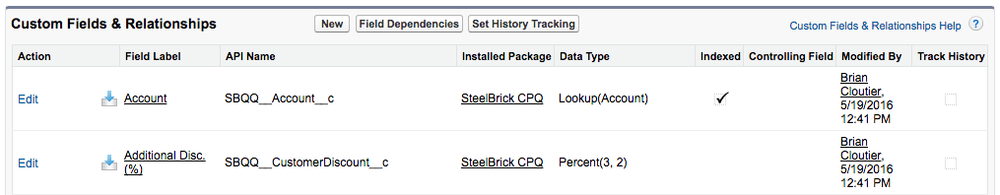 Custom Fields & Relationships New Field Dependencies Set History Tracking Custom Fields & Relationships Help ?
Action Field Label API Name Installed Package Data Type Indexed Controlling Field Modified By Track History
Edit Account SBQQ__Account__c SteelBrick CPQ Lookup(Account) Brian
Cloutier,
5/19/2016
12:41 PM
Edit Additional Disc. SBQQ__CustomerDiscount__c SteelBrick CPQ Percent(3, 2) Brian
(%) Cloutier,
5/19/2016
12:41 PM